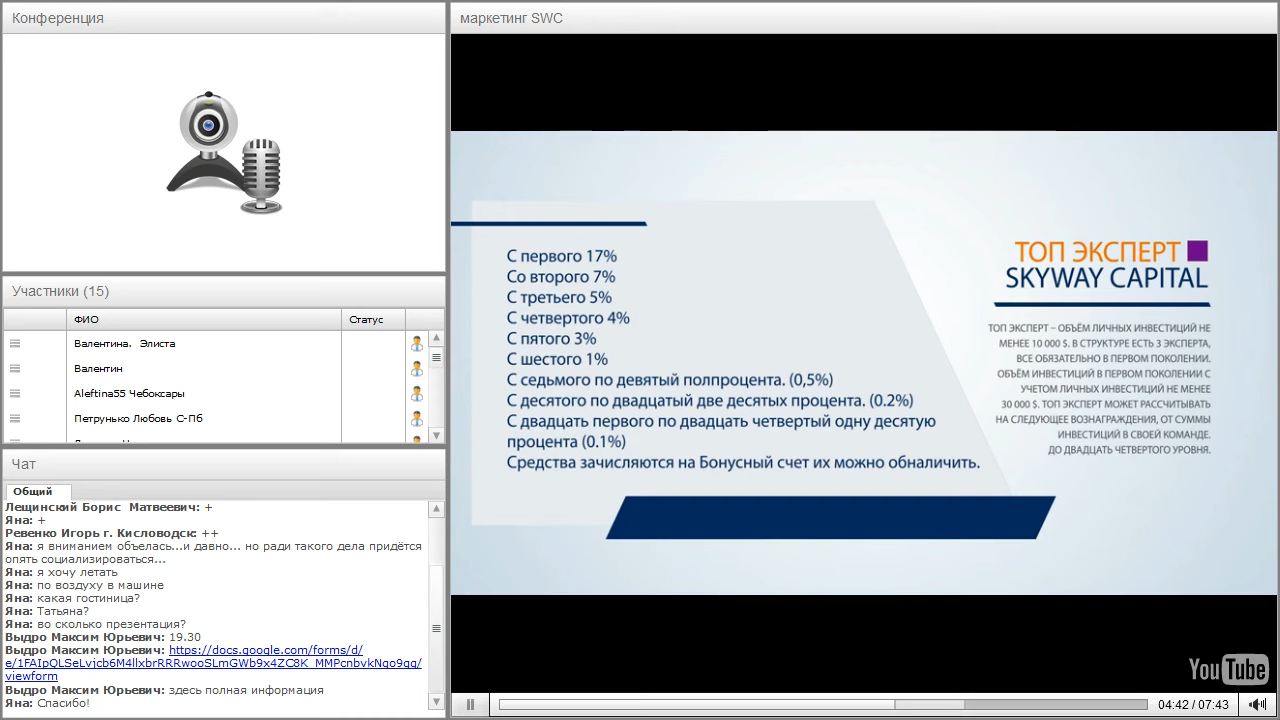 Конференция
Участники (15)
ФИО
Статус
Валентина. Элиста
Валентин
Aleftina55 Чебоксары
Петрунько Любовь С-Пб
Чат
Общий
Лещинский Борис Матвеевич: +
Яна: +
Ревенко Игорь г. Кисловодск: ++
Яна: я вниманием объелась...и давно... но ради такого дела придётся
опять социализироваться...
Яна: я хочу летать
Яна: по воздуху в машине
Яна: какая гостиница?
Яна: Татьяна?
Яна: во сколько презентация?
Выдро Максим Юрьевич: 19.30
Выдро Максим Юрьевич: https://docs.google.com/forms/d/
e/1FAIpQLSeLvjcb6M4llxbrRRRwooSLmGWb9x4ZC8K_MMPcnbvkNgo9qg/
viewform
Выдро Максим Юрьевич: здесь полная информация
Яна: Спасибо!
маркетинг SWC
С первого 17%
Со второго 7%
С третьего 5%
С четвертого 4%
С пятого 3%
С шестого 1%
С седьмого по девятый полпроцента. (0,5%)
С десятого по двадцатый две десятых процента. (0.2%)
С двадцать первого по двадцать четвертый одну десятую
процента (0.1%)
Средства зачисляются на Бонусный счет их можно обналичить.
ТОП ЭКСПЕРТ
SKYWAY CAPITAL
ТОП ЭКСПЕРТ – ОБЪЁМ ЛИЧНЫХ ИНВЕСТИЦИЙ НЕ
МЕНЕЕ 10 000 $. В СТРУКТУРЕ ЕСТЬ 3 ЭКСПЕРТА,
ВСЕ ОБЯЗАТЕЛЬНО В ПЕРВОМ ПОКОЛЕНИИ.
ОБЪЁМ ИНВЕСТИЦИЙ В ПЕРВОМ ПОКОЛЕНИИ С
УЧЕТОМ ЛИЧНЫХ ИНВЕСТИЦИЙ НЕ МЕНЕЕ
30 000 $. ТОП ЭКСПЕРТ МОЖЕТ РАССЧИТЫВАТЬ
НА СЛЕДУЮЩЕЕ ВОЗНАГРАЖДЕНИЯ, ОТ СУММЫ
ИНВЕСТИЦИЙ В СВОЕЙ КОМАНДЕ.
ДО ДВАДЦАТЬ ЧЕТВЕРТОГО УРОВНЯ.
YouTube
04:42 / 07:43